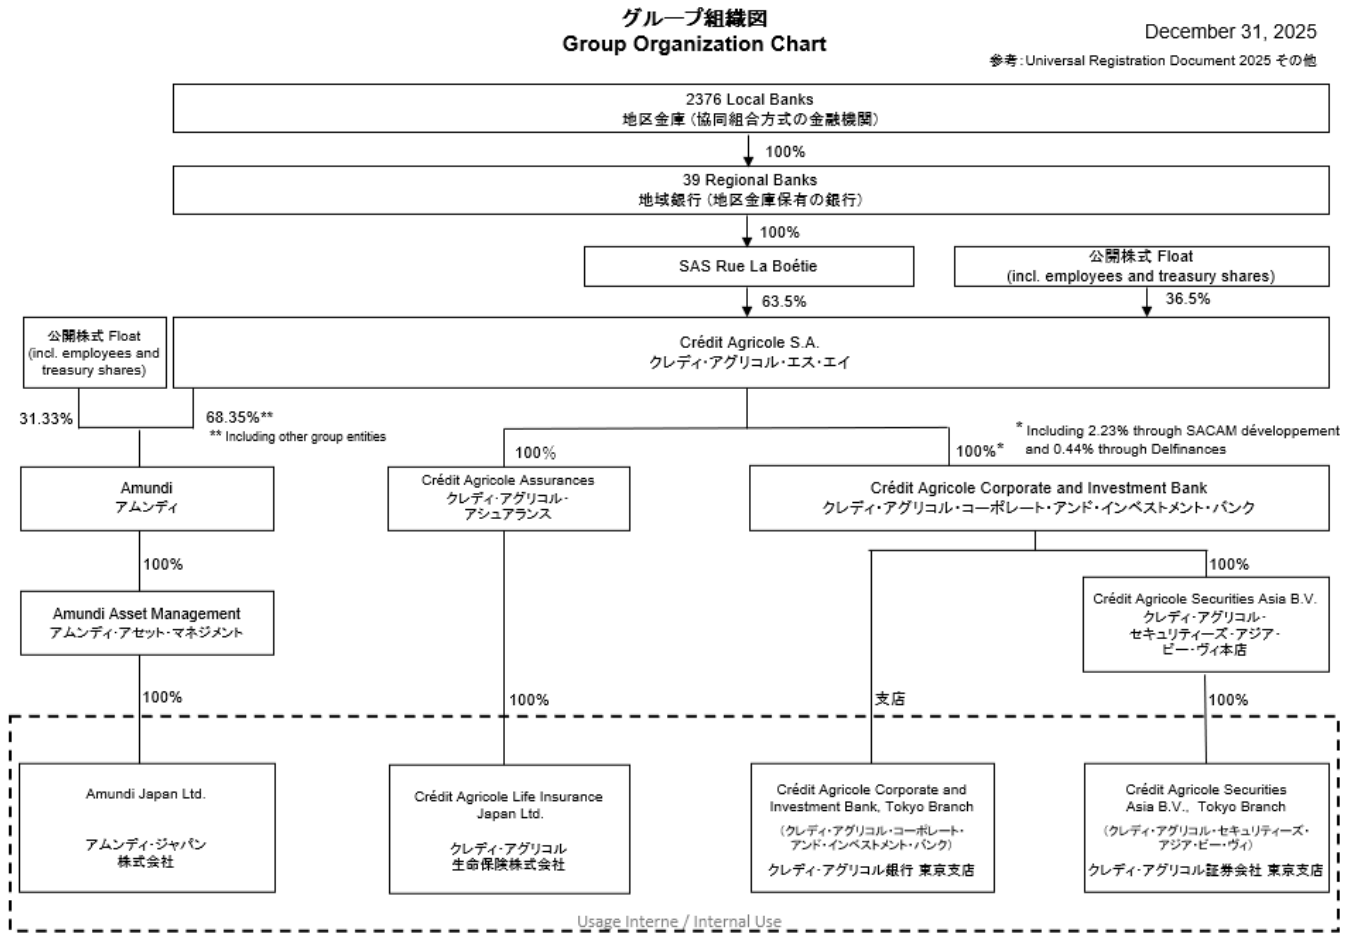 グループ組織図
Group Organization Chart
December 31, 2025
参考：Universal Registration Document 2025 その他
2376 Local Banks
地区金庫（協同組合方式の金融機関）
100%
39 Regional Banks
地域銀行（地区金庫保有の銀行）
100%
SAS Rue La Boétie
公開株式 Float
(incl. employees and treasury shares)
63.5%
36.5%
公開株式 Float
(incl. employees and
treasury shares)
Crédit Agricole S.A.
クレディ・アグリコル・エス・エイ
31.33%
68.35%**
** Including other group entities
100%
100%*
* Including 2.23% through SACAM développement
and 0.44% through Delfinances
Amundi
アムンディ
Crédit Agricole Assurances
クレディ・アグリコル・
アシュアランス
Crédit Agricole Corporate and Investment Bank
クレディ・アグリコル・コーポレート・アンド・インベストメント・バンク
100%
100%
Amundi Asset Management
アムンディ・アセット・マネジメント
Crédit Agricole Securities Asia B.V.
クレディ・アグリコル・
セキュリティーズ・アジア・
ビー・ヴィ本店
100%
100%
支店
100%
Amundi Japan Ltd.
アムンディ・ジャパン
株式会社
Crédit Agricole Life Insurance
Japan Ltd.
クレディ・アグリコル
生命保険株式会社
Crédit Agricole Corporate and
Investment Bank, Tokyo Branch
（クレディ・アグリコル・コーポレート・
アンド・インベストメント・バンク）
クレディ・アグリコル銀行 東京支店
Crédit Agricole Securities
Asia B.V., Tokyo Branch
（クレディ・アグリコル・セキュリティーズ・
アジア・ビー・ヴィ）
クレディ・アグリコル証券会社 東京支店
Usage Interne / Internal Use